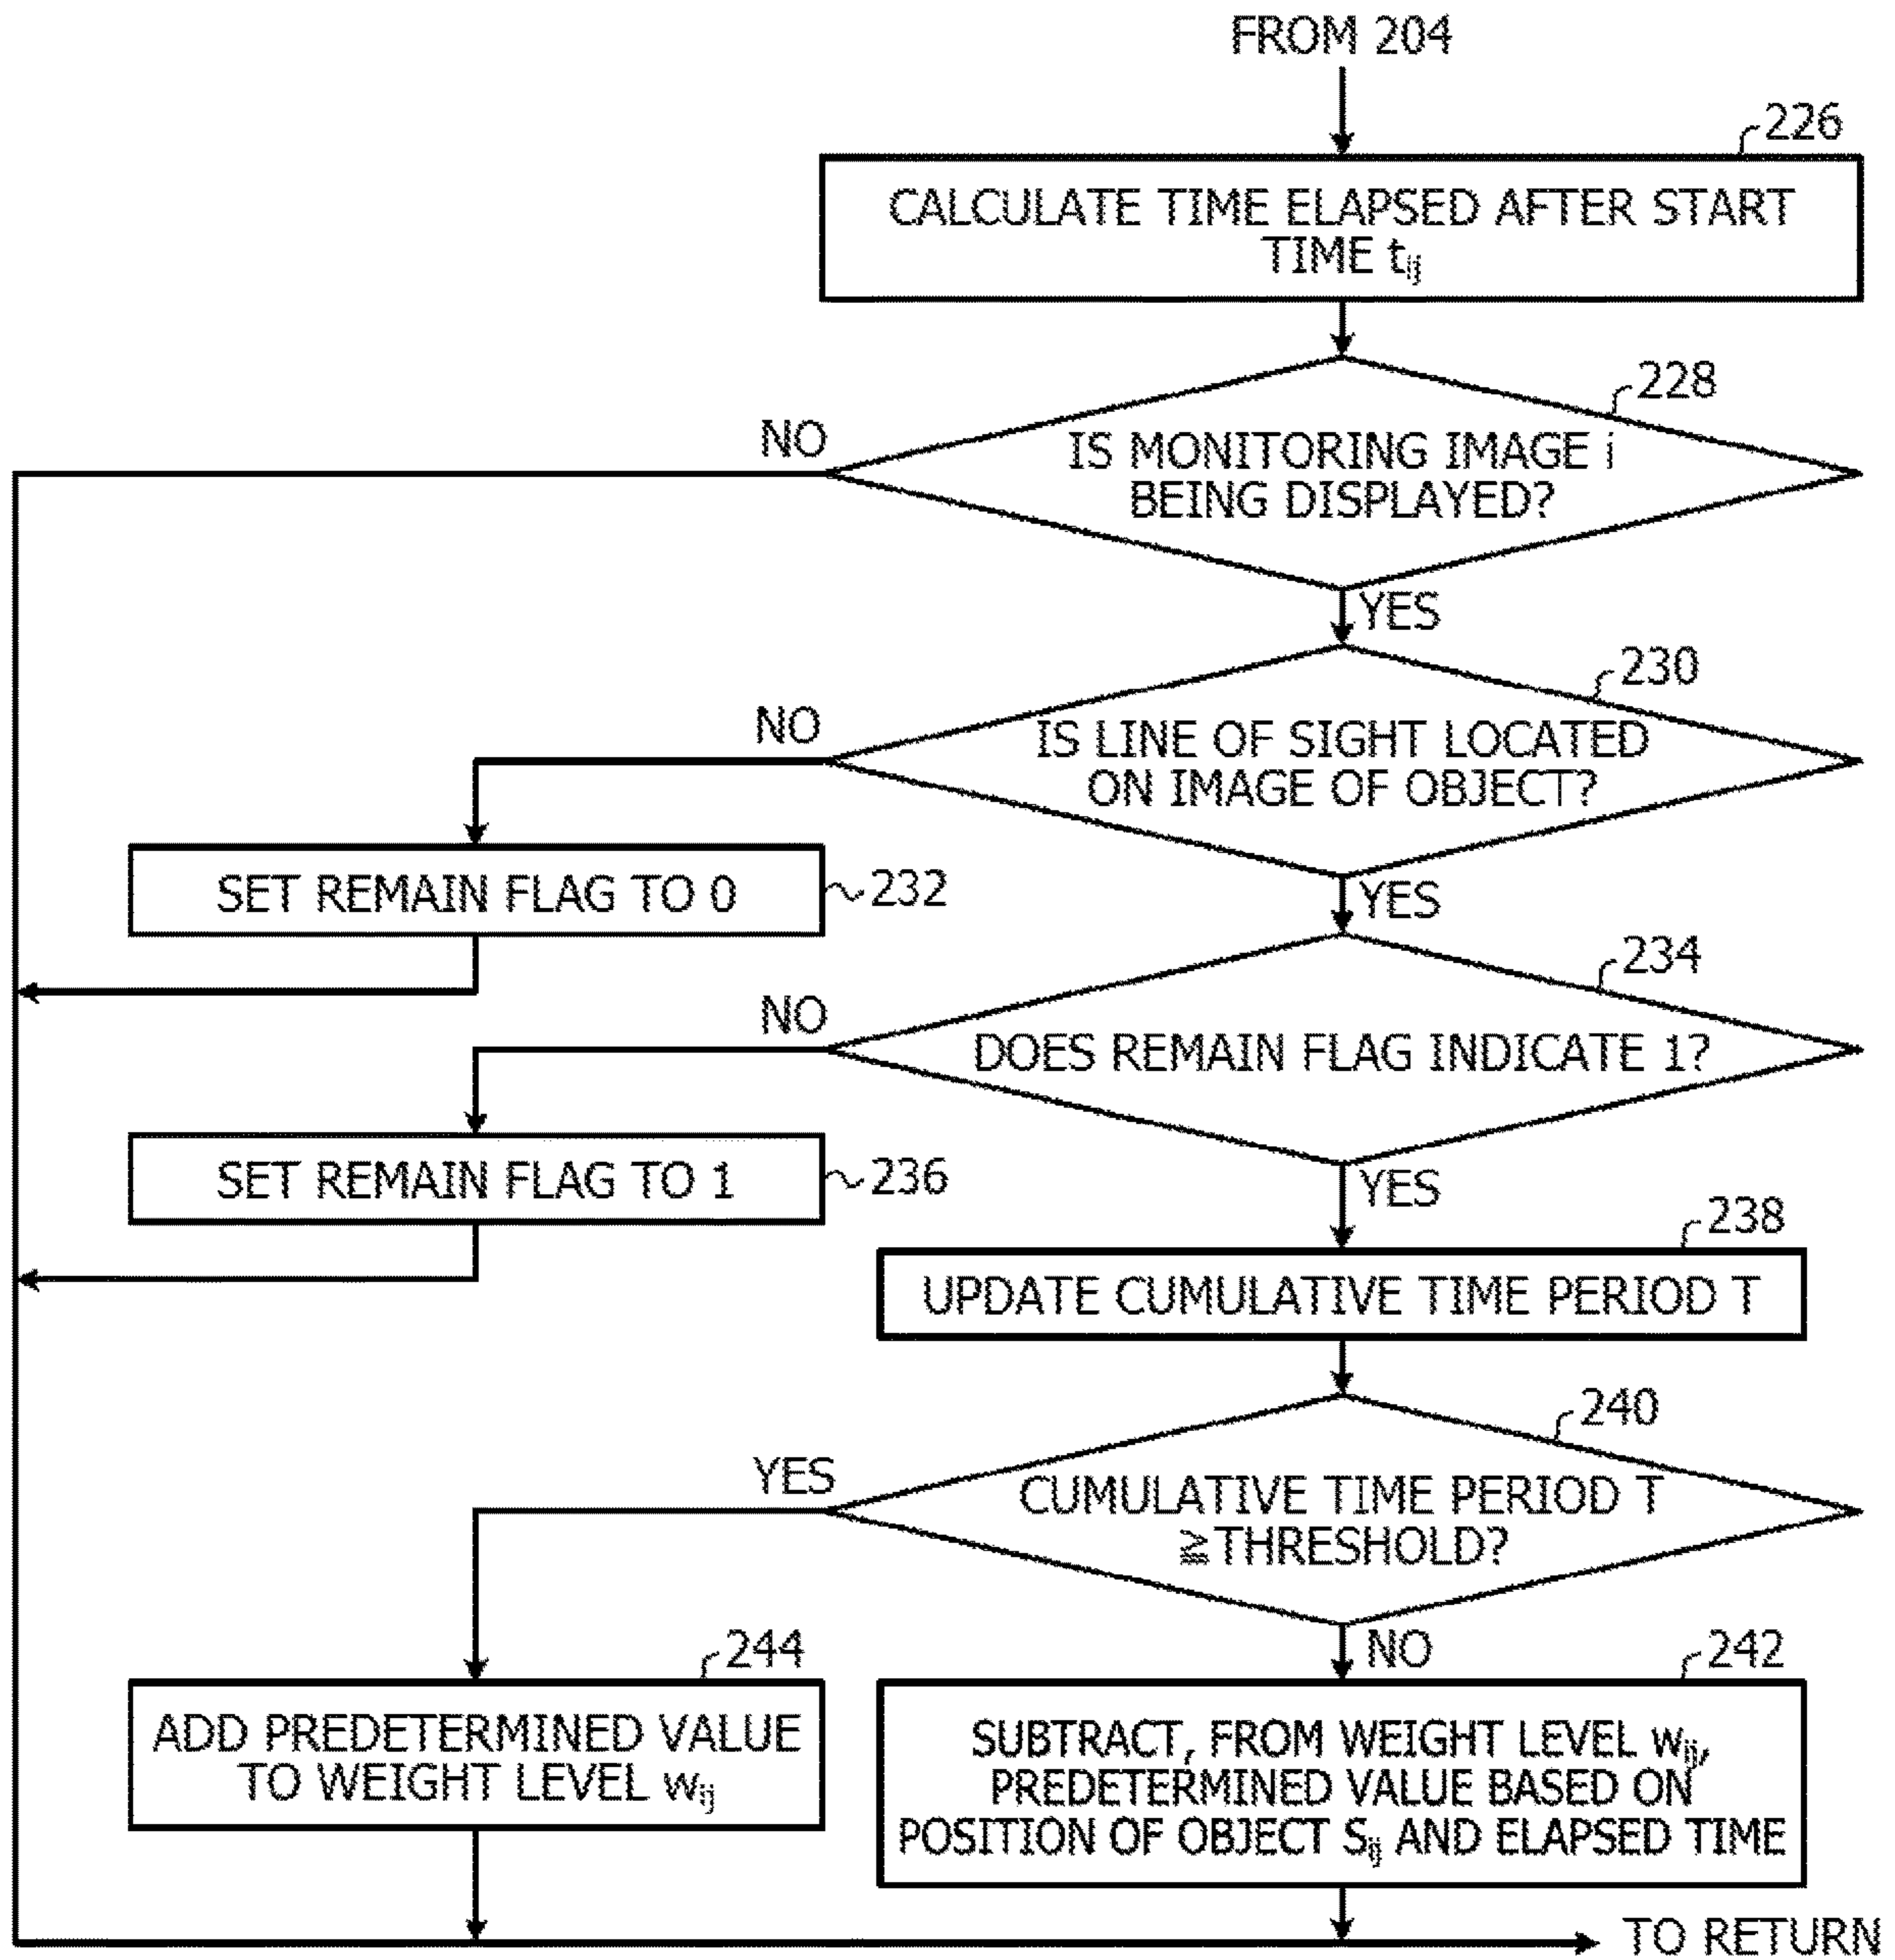 FROM 204
226
CALCULATE TIME ELAPSED AFTER START
TIME tij
228
NO
IS MONITORING IMAGE i
BEING DISPLAYED?
YES
230
NO
IS LINE OF SIGHT LOCATED
ON IMAGE OF OBJECT?
SET REMAIN FLAG TO 0
232
YES
234
NO
DOES REMAIN FLAG INDICATE 1?
SET REMAIN FLAG TO 1
236
YES
238
UPDATE CUMULATIVE TIME PERIOD T
240
YES
CUMULATIVE TIME PERIOD T
≧THRESHOLD?
244
NO
242
ADD PREDETERMINED VALUE
TO WEIGHT LEVEL wij
SUBTRACT, FROM WEIGHT LEVEL wij,
PREDETERMINED VALUE BASED ON
POSITION OF OBJECT Sij AND ELAPSED TIME
TO RETURN